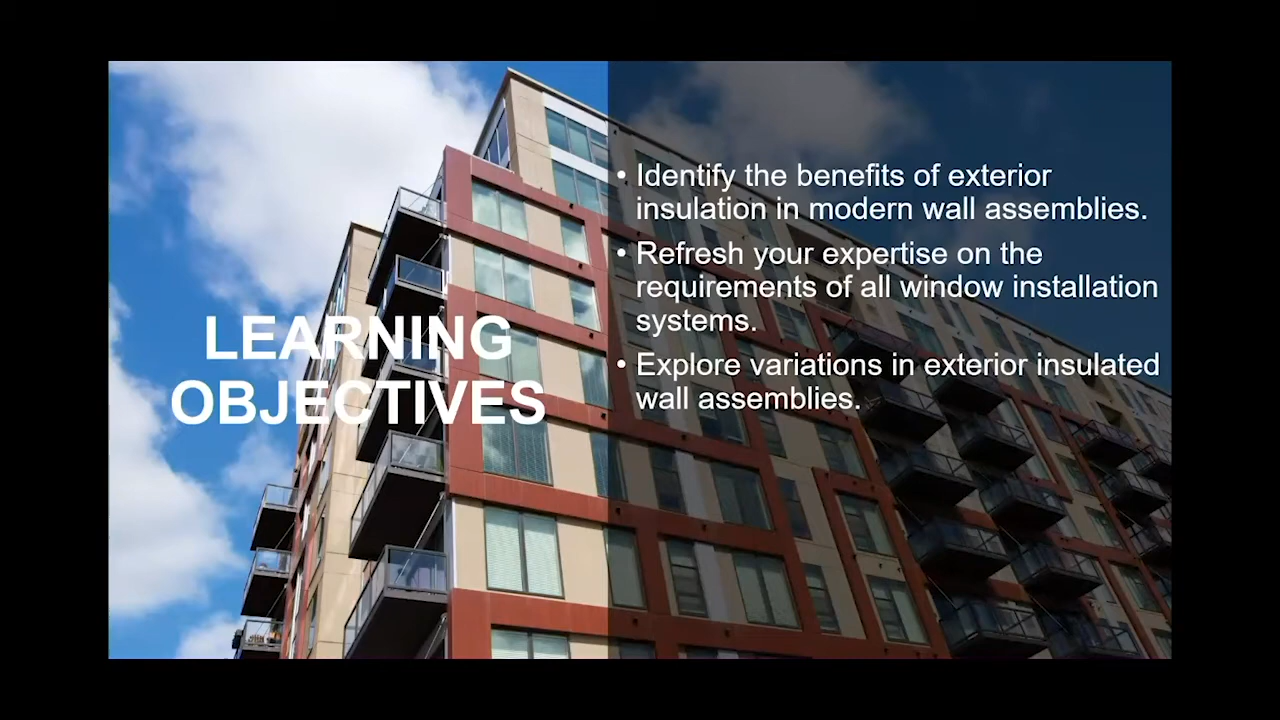 LEARNING
OBJECTIVES
• Identify the benefits of exterior
insulation in modern wall assemblies.
• Refresh your expertise on the
requirements of all window installation
systems.
• Explore variations in exterior insulated
wall assemblies.